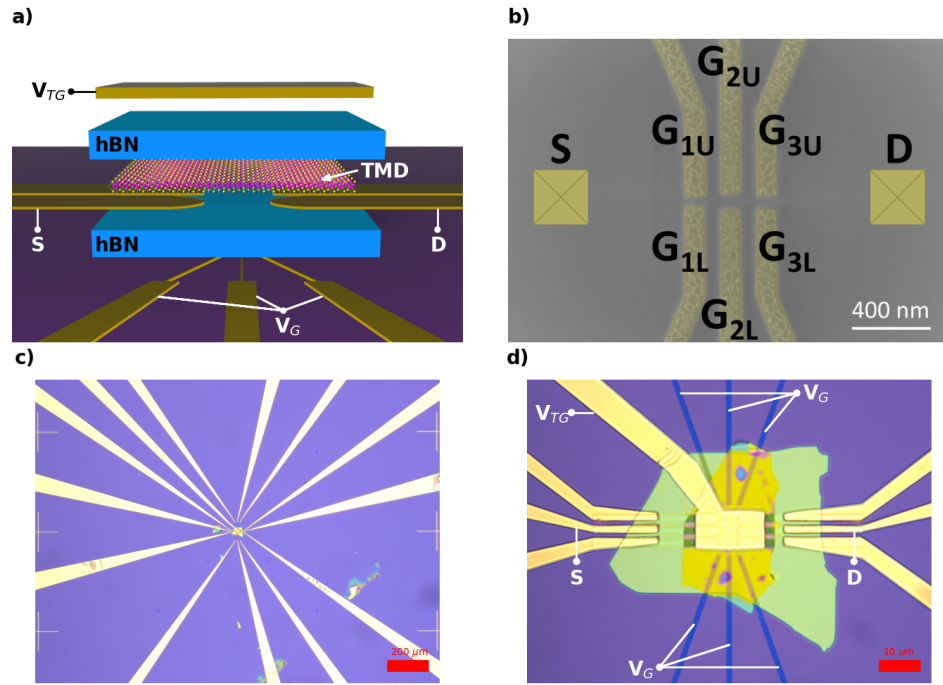 a)
V_TG
hBN
TMD
S
D
hBN
V_G
b)
G_2U
G_1U
G_3U
S
D
G_1L
G_3L
G_2L
400 nm
c)
200 μm
d)
V_G
V_TG
S
D
V_G
10 μm